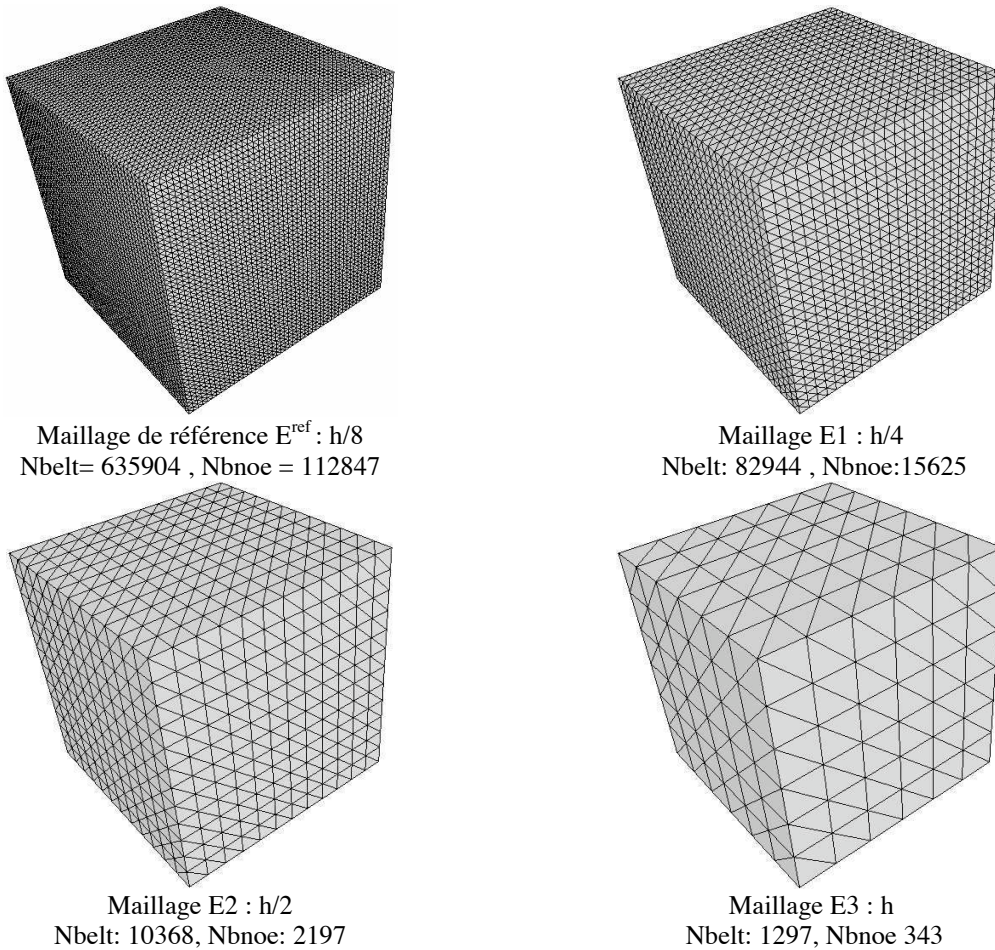 Maillage de référence E^ref : h/8
Nbelt= 635904 , Nbnoe = 112847
Maillage E1 : h/4
Nbelt: 82944 , Nbnoe:15625
Maillage E2 : h/2
Nbelt: 10368, Nbnoe: 2197
Maillage E3 : h
Nbelt: 1297, Nbnoe 343